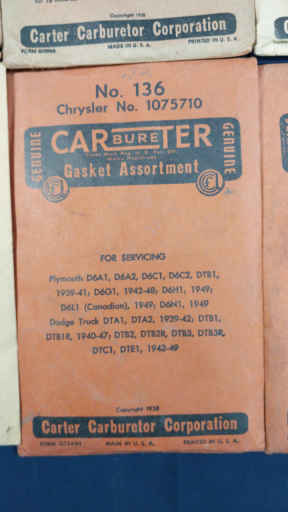 Copyright 1938
Carter Carburetor Corporation
MADE IN U. S. A.
PRINTED IN U. S. A.
No. 136
Chrysler No. 1075710
GENUINE
CARBURETER
GENUINE
Gasket Assortment
FOR SERVICING
Plymouth D6A1, D6A2, D6C1, D6C2, DTB1,
1939-41; D6G1, 1942-48; D6H1, 1949;
D6L1 (Canadian), 1949; D6N1, 1949
Dodge Truck DTA1, DTA2, 1939-42; DTB1,
DTB1R, 1940-47; DTB2, DTB2R, DTB3, DTB3R,
DTC1, DTE1, 1942-49
Copyright 1938
Carter Carburetor Corporation
MADE IN U. S. A.
PRINTED IN U. S. A.